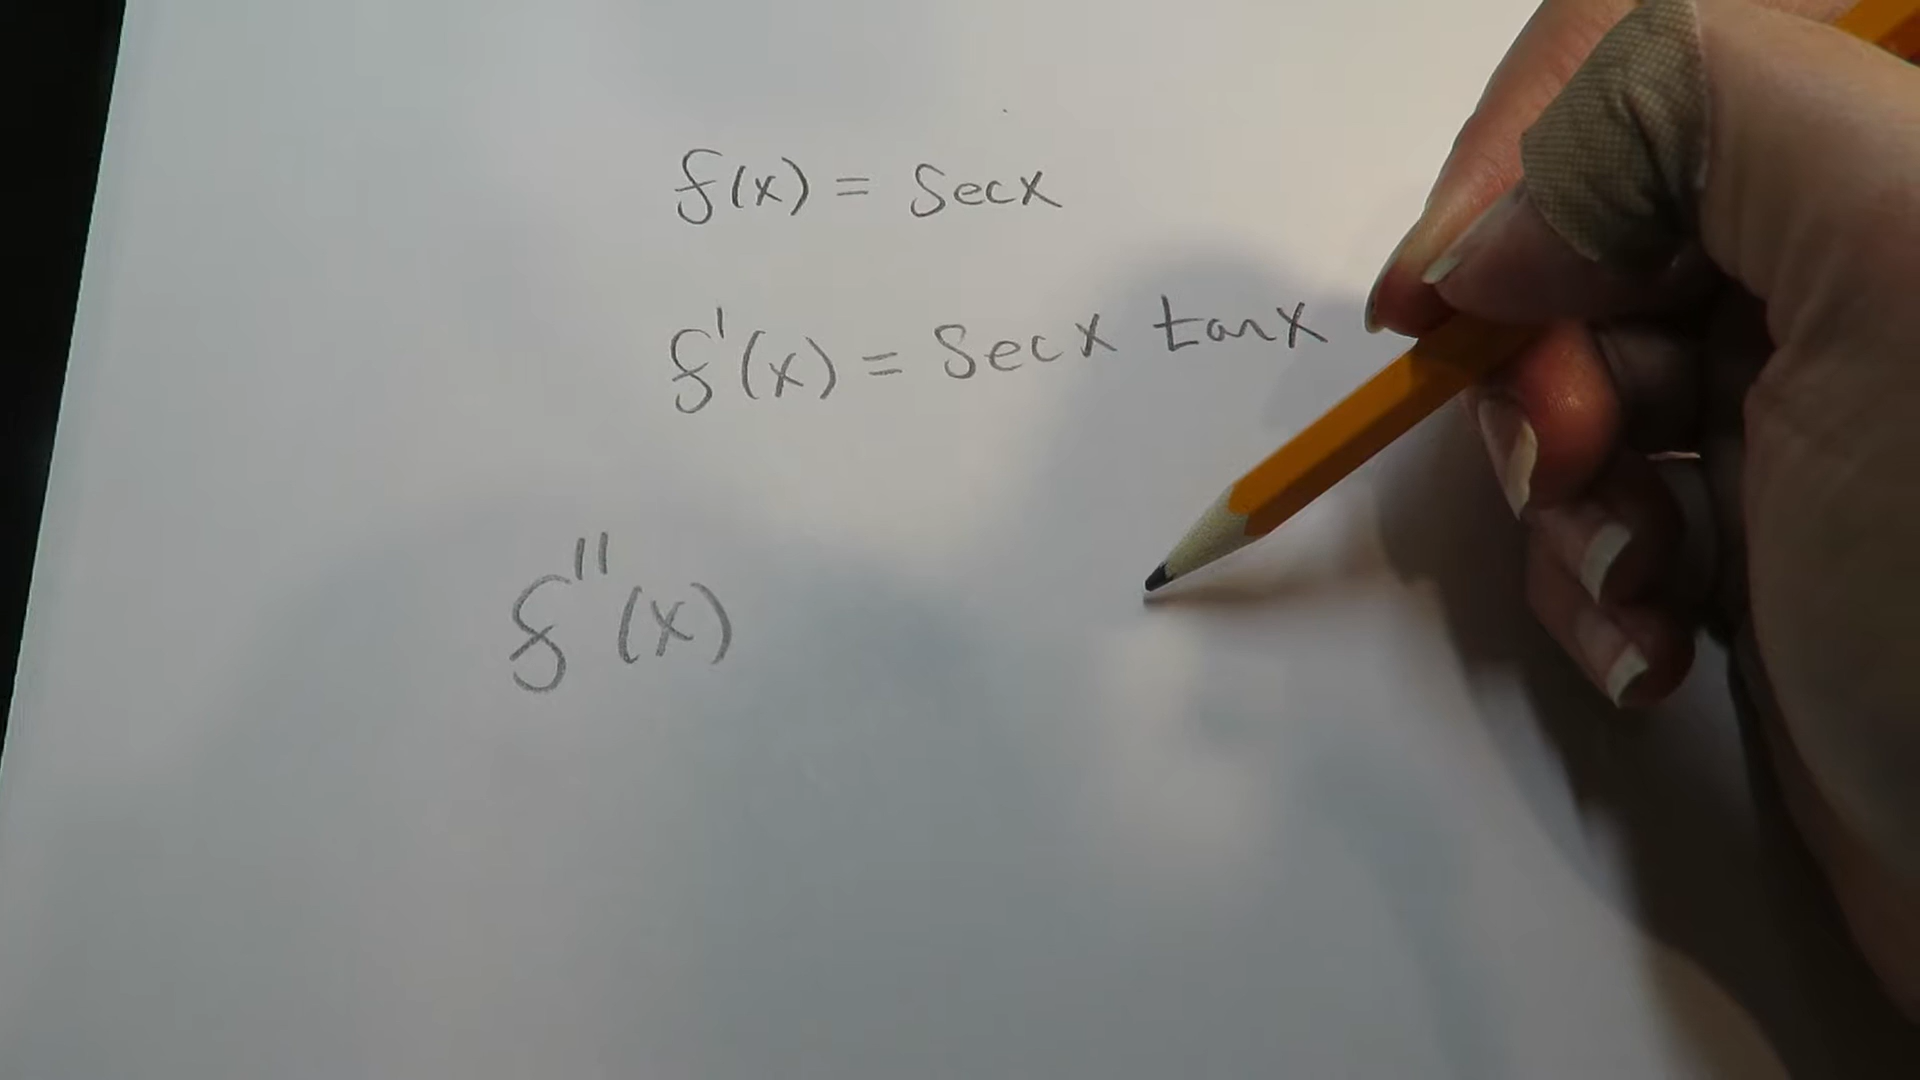 f(x) = Secx
f'(x) = Secx tanx
f''(x)